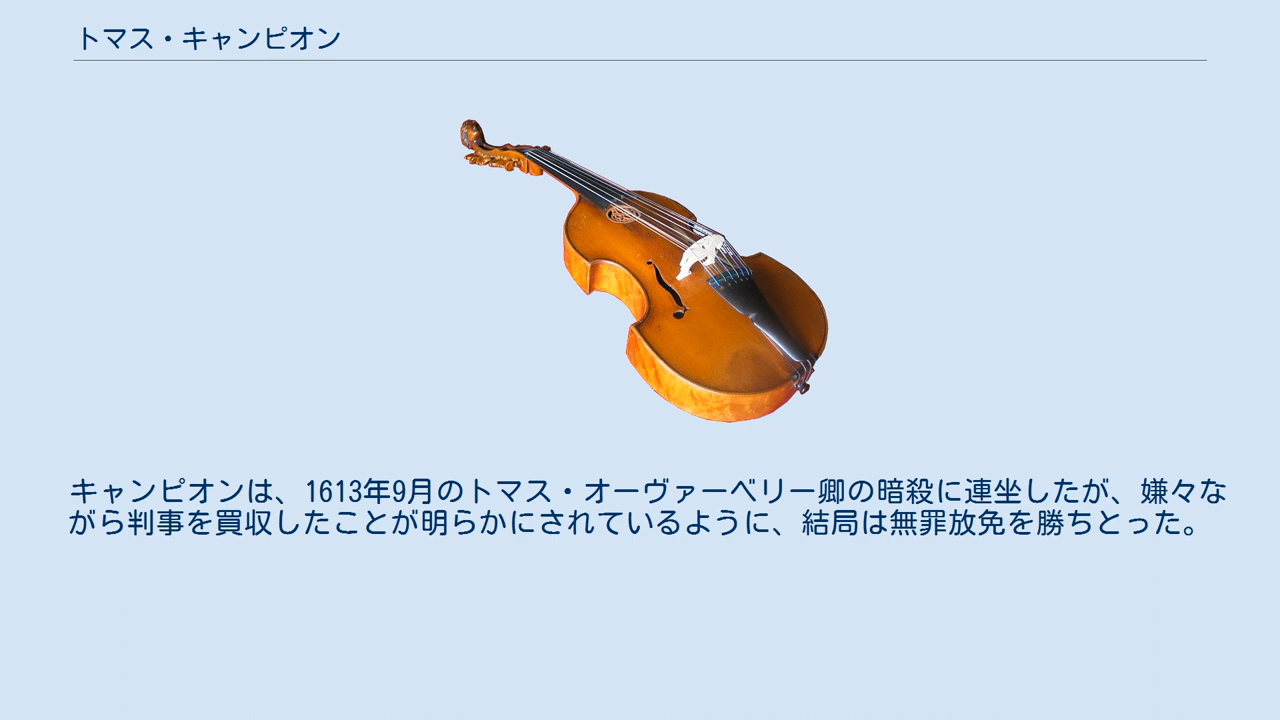 トマス・キャンピオン
キャンピオンは、1613年9月のトマス・オーヴァーベリー卿の暗殺に連坐したが、嫌々な
がら判事を買収したことが明らかにされているように、結局は無罪放免を勝ちとった。